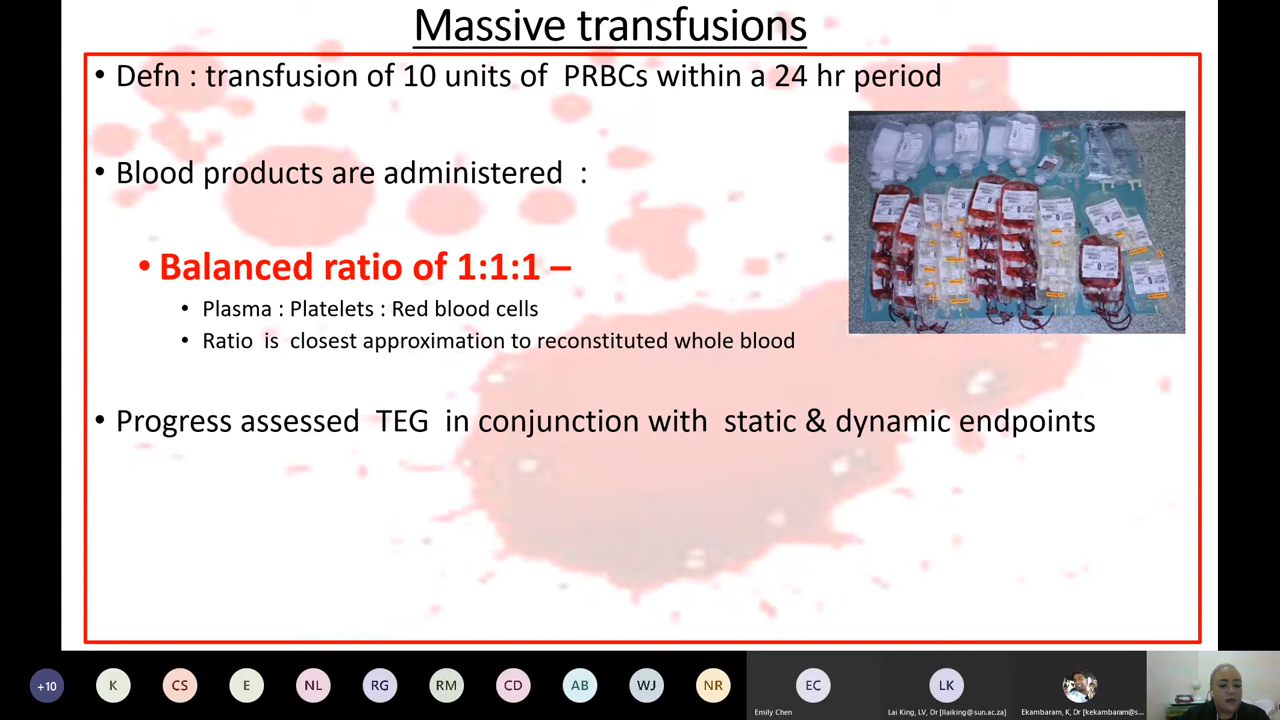 Massive transfusions
• Defn : transfusion of 10 units of PRBCs within a 24 hr period
• Blood products are administered :
• Balanced ratio of 1:1:1 –
• Plasma : Platelets : Red blood cells
• Ratio is closest approximation to reconstituted whole blood
• Progress assessed TEG in conjunction with static & dynamic endpoints
+10
K
CS
E
NL
RG
RM
CD
AB
WJ
NR
EC
LK
Emily Chen
Lai King, LV, Dr [llaiking@sun.ac.za]
Ekambaram, K, Dr [kekambaram@s...